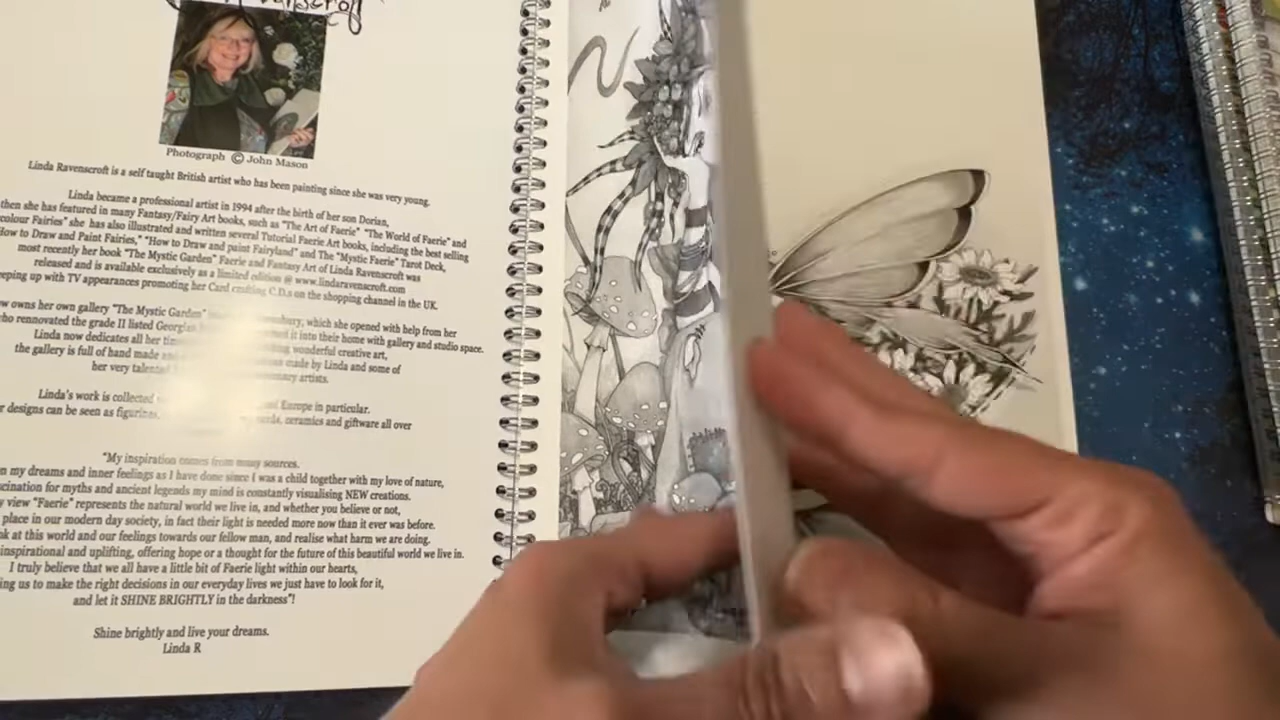 Photograph © John Mason
Linda Ravenscroft is a self taught British artist who has been painting since she was very young.
Linda became a professional artist in 1994 after the birth of her son Dorian,
then she has featured in many Fantasy/Fairy Art books, such as "The Art of Faerie" "The World of Faerie" and
colour Fairies" she has also illustrated and written several Tutorial Faerie Art books, including the best selling
How to Draw and Paint Fairies," "How to Draw and paint Fairyland" and The "Mystic Faerie" Tarot Deck,
most recently her book "The Mystic Garden" Faerie and Fantasy Art of Linda Ravenscroft was
released and is available exclusively as a limited edition @ www.lindaravenscroft.com
eeping up with TV appearances promoting her Card crafting C.D.s on the shopping channel in the UK.
ow owns her own gallery "The Mystic Garden" which she opened with help from her
ho rennovated the grade II listed it into their home with gallery and studio space.
Linda now dedicates all her wonderful creative art,
the gallery is full of hand made made by Linda and some of
her very artists.
Linda's work is collected Europe in particular.
r designs can be seen as ceramics and giftware all over
"My inspiration comes from many sources.
m my dreams and inner feelings as I have done since I was a child together with my love of nature,
scination for myths and ancient legends my mind is constantly visualising NEW creations.
y view "Faerie" represents the natural world we live in, and whether you believe or not,
place in our modern day society, in fact their light is needed more now than it ever was before.
ok at this world and our feelings towards our fellow man, and realise what harm we are doing.
inspirational and uplifting, offering hope or a thought for the future of this beautiful world we live in.
I truly believe that we all have a little bit of Faerie light within our hearts,
ing us to make the right decisions in our everyday lives we just have to look for it,
and let it SHINE BRIGHTLY in the darkness"!
Shine brightly and live your dreams.
Linda R